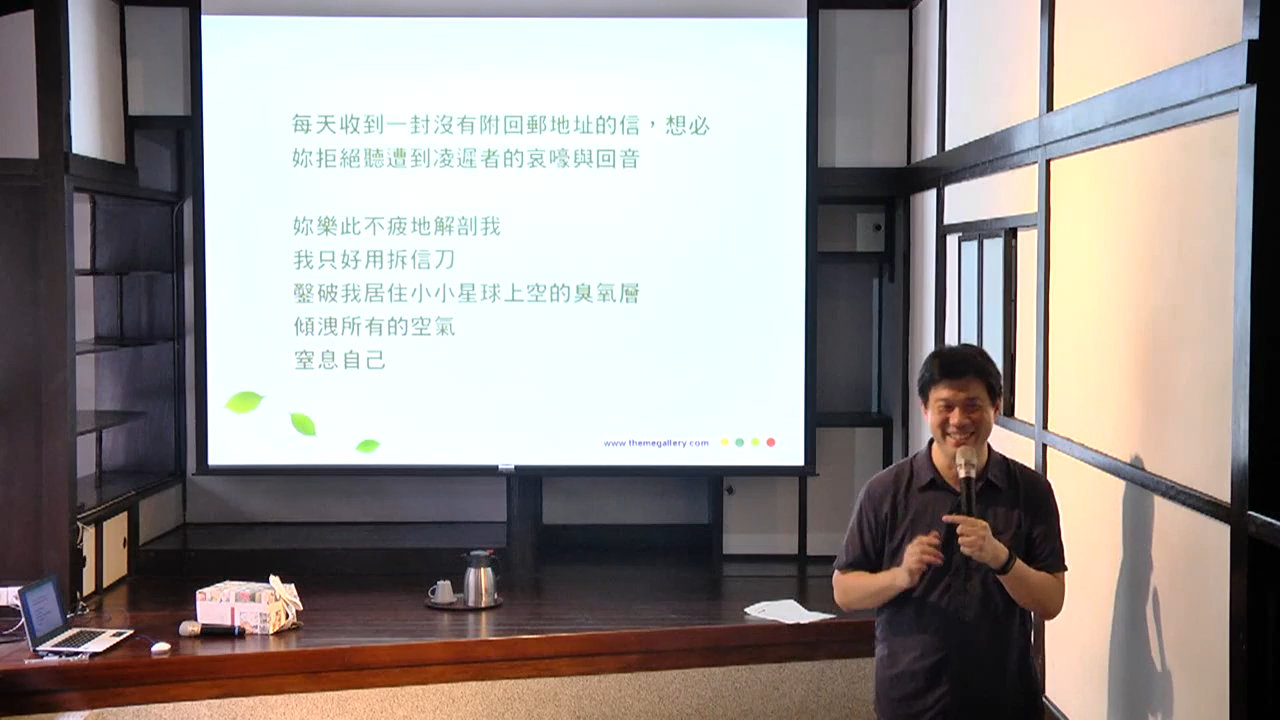 每天收到一封沒有附回郵地址的信，想必
妳拒絕聽遭到凌遲者的哀嚎與回音
妳樂此不疲地解剖我
我只好用拆信刀
鑿破我居住小小星球上空的臭氧層
傾洩所有的空氣
窒息自己
www.themegallery.com